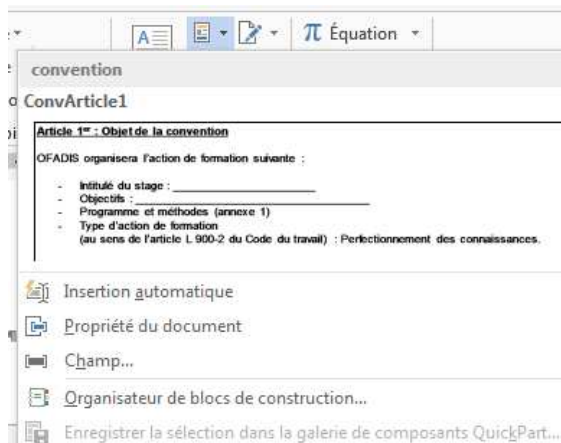 A
π Équation
convention
ConvArticle1
Article 1er : Objet de la convention
OFADIS organisera l'action de formation suivante :
- Intitulé du stage : _______________
- Objectifs : _______________
- Programme et méthodes (annexe 1)
- Type d'action de formation
(au sens de l'article L 900-2 du Code du travail) : Perfectionnement des connaissances.
Insertion automatique
Propriété du document
Champ...
Organisateur de blocs de construction...
Enregistrer la sélection dans la galerie de composants QuickPart...